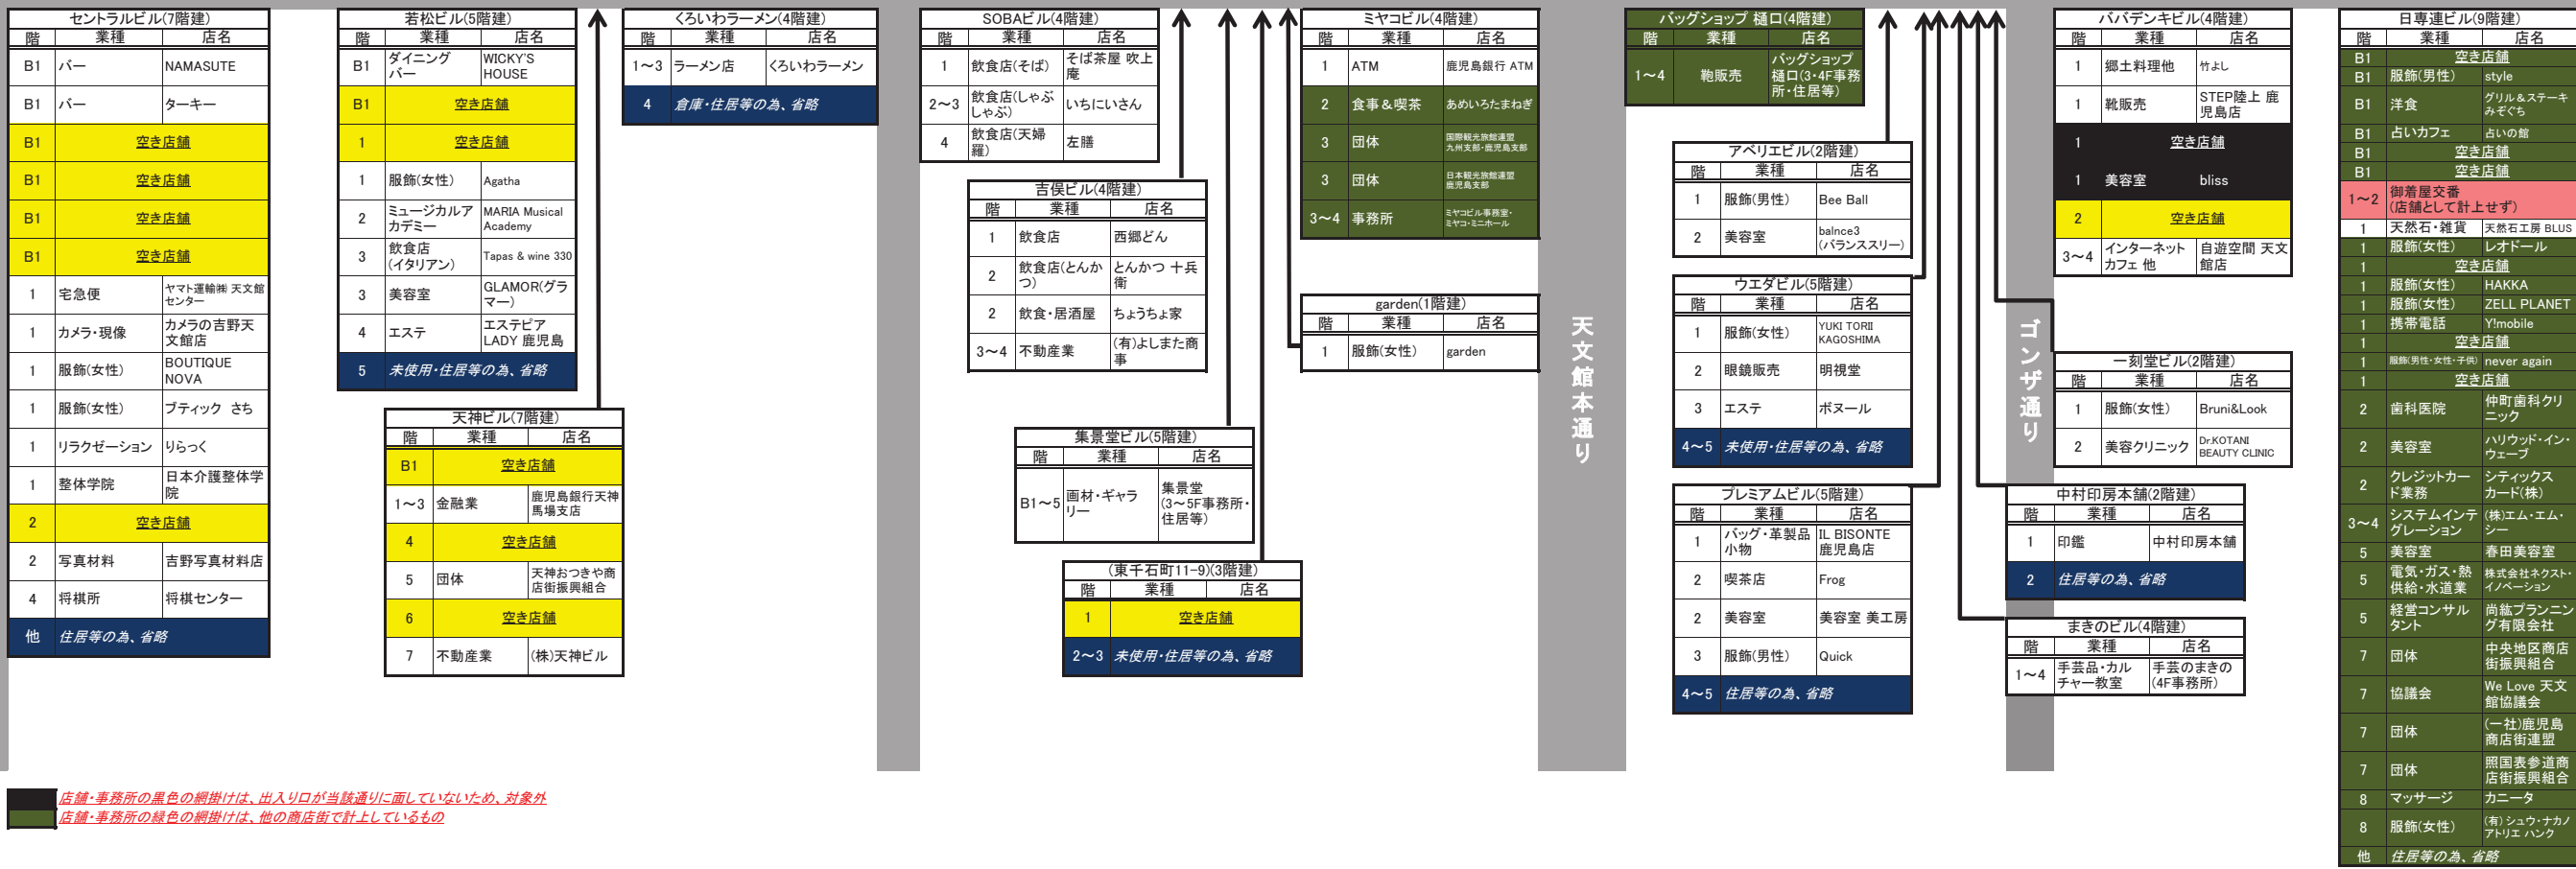 セントラルビル(7階建)
階 業種 店名
B1 バー NAMASUTE
B1 バー ターキー
B1 空き店舗
B1 空き店舗
B1 空き店舗
B1 空き店舗
1 宅急便 ヤマト運輸㈱ 天文館
センター
1 カメラ・現像 カメラの吉野天
文館店
1 服飾(女性) BOUTIQUE
NOVA
1 服飾(女性) ブティック さち
1 リラクゼーション りらっく
1 整体学院 日本介護整体学
院
2 空き店舗
2 写真材料 吉野写真材料店
4 将棋所 将棋センター
他 住居等の為、省略
若松ビル(5階建)
階 業種 店名
B1 ダイニング
バー WICKY'S
HOUSE
B1 空き店舗
1 空き店舗
1 服飾(女性) Agatha
2 ミュージカルア
カデミー MARIA Musical
Academy
3 飲食店
(イタリアン) Tapas & wine 330
3 美容室 GLAMOR(グラ
マー)
4 エステ エステピア
LADY 鹿児島
5 未使用・住居等の為、省略
天神ビル(7階建)
階 業種 店名
B1 空き店舗
1～3 金融業 鹿児島銀行天神
馬場支店
4 空き店舗
5 団体 天神おつきや商
店街振興組合
6 空き店舗
7 不動産業 (株)天神ビル
くろいわラーメン(4階建)
階 業種 店名
1～3 ラーメン店 くろいわラーメン
4 倉庫・住居等の為、省略
SOBAビル(4階建)
階 業種 店名
1 飲食店(そば) そば茶屋 吹上
庵
2～3 飲食店(しゃぶ
しゃぶ) いちにいさん
4 飲食店(天婦
羅) 左膳
吉俣ビル(4階建)
階 業種 店名
1 飲食店 西郷どん
2 飲食店(とんか
つ) とんかつ 十兵
衛
2 飲食・居酒屋 ちょうちょ家
3～4 不動産業 (有)よしまた商
事
集景堂ビル(5階建)
階 業種 店名
B1～5 画材・ギャラ
リー 集景堂
(3～5F事務所・
住居等)
(東千石町11-9)(3階建)
階 業種 店名
1 空き店舗
2～3 未使用・住居等の為、省略
ミヤコビル(4階建)
階 業種 店名
1 ATM 鹿児島銀行 ATM
2 食事＆喫茶 あめいろたまねぎ
3 団体 国際観光旅館連盟
九州支部・鹿児島支部
3 団体 日本観光旅館連盟
鹿児島支部
3～4 事務所 ミヤコビル事務室・
ミヤコ・ミニホール
garden(1階建)
階 業種 店名
1 服飾(女性) garden
天文館本通り
バッグショップ 樋口(4階建)
階 業種 店名
1～4 鞄販売 バッグショップ
樋口(3・4F事務
所・住居等)
アベリエビル(2階建)
階 業種 店名
1 服飾(男性) Bee Ball
2 美容室 balnce3
(バランススリー)
ウエダビル(5階建)
階 業種 店名
1 服飾(女性) YUKI TORII
KAGOSHIMA
2 眼鏡販売 明視堂
3 エステ ボヌール
4～5 未使用・住居等の為、省略
プレミアムビル(5階建)
階 業種 店名
1 バッグ・革製品
小物 IL BISONTE
鹿児島店
2 喫茶店 Frog
2 美容室 美容室 美工房
3 服飾(男性) Quick
4～5 住居等の為、省略
ゴンザ通り
ババデンキビル(4階建)
階 業種 店名
1 郷土料理他 竹よし
1 靴販売 STEP陸上 鹿
児島店
1 空き店舗
1 美容室 bliss
2 空き店舗
3～4 インターネット
カフェ 他 自遊空間 天文
館店
一刻堂ビル(2階建)
階 業種 店名
1 服飾(女性) Bruni&Look
2 美容クリニック Dr.KOTANI
BEAUTY CLINIC
中村印房本舗(2階建)
階 業種 店名
1 印鑑 中村印房本舗
2 住居等の為、省略
まきのビル(4階建)
階 業種 店名
1～4 手芸品・カル
チャー教室 手芸のまきの
(4F事務所)
日専連ビル(9階建)
階 業種 店名
B1 空き店舗
B1 服飾(男性) style
B1 洋食 グリル＆ステーキ
みぞぐち
B1 占いカフェ 占いの館
B1 空き店舗
B1 空き店舗
1～2 御着屋交番
(店舗として計上せず)
1 天然石・雑貨 天然石工房 BLUS
1 服飾(女性) レオドール
1 空き店舗
1 服飾(女性) HAKKA
1 服飾(女性) ZELL PLANET
1 携帯電話 Y!mobile
1 空き店舗
1 服飾(男性・女性・子供) never again
1 空き店舗
2 歯科医院 仲町歯科クリ
ニック
2 美容室 ハリウッド・イン・
ウェーブ
2 クレジットカー
ド業務 シティックス
カード(株)
3～4 システムインテ
グレーション (株)エム・エム・
シー
5 美容室 春田美容室
5 電気・ガス・熱
供給・水道業 株式会社ネクスト・
イノベーション
5 経営コンサル
タント 尚紘プランニン
グ有限会社
7 団体 中央地区商店
街振興組合
7 協議会 We Love 天文
館協議会
7 団体 (一社)鹿児島
商店街連盟
7 団体 照国表参道商
店街振興組合
8 マッサージ カニータ
8 服飾(女性) (有) シュウ・ナカノ
アトリエ ハンク
他 住居等の為、省略
店舗・事務所の黒色の網掛けは、出入り口が当該通りに面していないため、対象外
店舗・事務所の緑色の網掛けは、他の商店街で計上しているもの